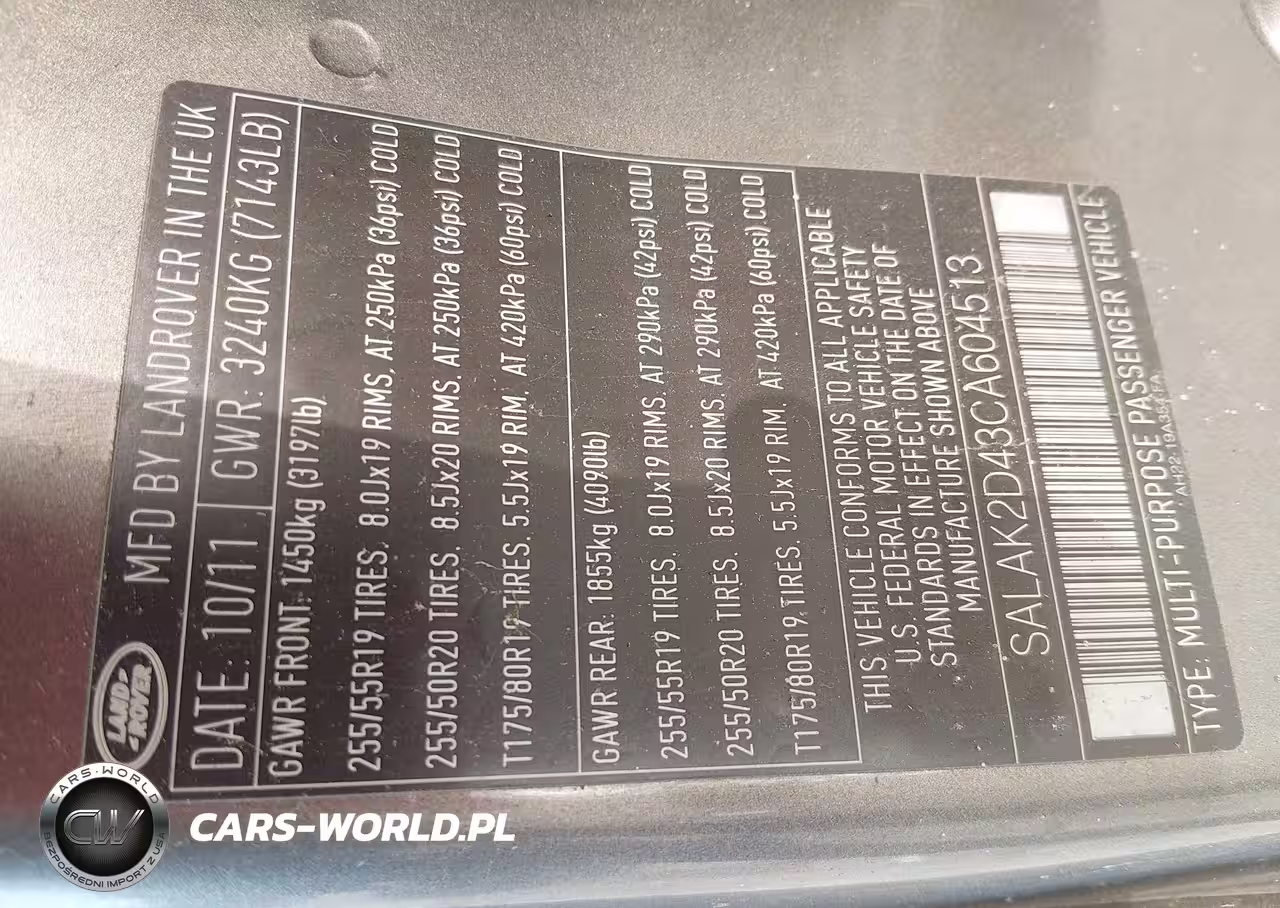 LAND
ROVER
MFD BY LANDROVER IN THE UK
DATE: 10/11 GWR: 3240KG (7143LB)
GAWR FRONT. 1450kg (3197lb)
255/55R19 TIRES. 8.0Jx19 RIMS, AT 250kPa (36psi) COLD
255/50R20 TIRES. 8.5Jx20 RIMS. AT 250kPa (36psi) COLD
T175/80R19 TIRES. 5.5Jx19 RIM, AT 420kPa (60psi) COLD
GAWR REAR. 1855kg (4090lb)
255/55R19 TIRES. 8.0Jx19 RIMS. AT 290kPa (42psi) COLD
255/50R20 TIRES. 8.5Jx20 RIMS. AT 290kPa (42psi) COLD
T175/80R19 TIRES. 5.5Jx19 RIM. AT 420kPa (60psi) COLD
THIS VEHICLE CONFORMS TO ALL APPLICABLE
U.S. FEDERAL MOTOR VEHICLE SAFETY
STANDARDS IN EFFECT ON THE DATE OF
MANUFACTURE SHOWN ABOVE
SALAK2D43CA604513
TYPE: MULTI-PURPOSE PASSENGER VEHICLE
CARS-WORLD
CW
BEZPOŚREDNI IMPORT Z USA
CARS-WORLD.PL